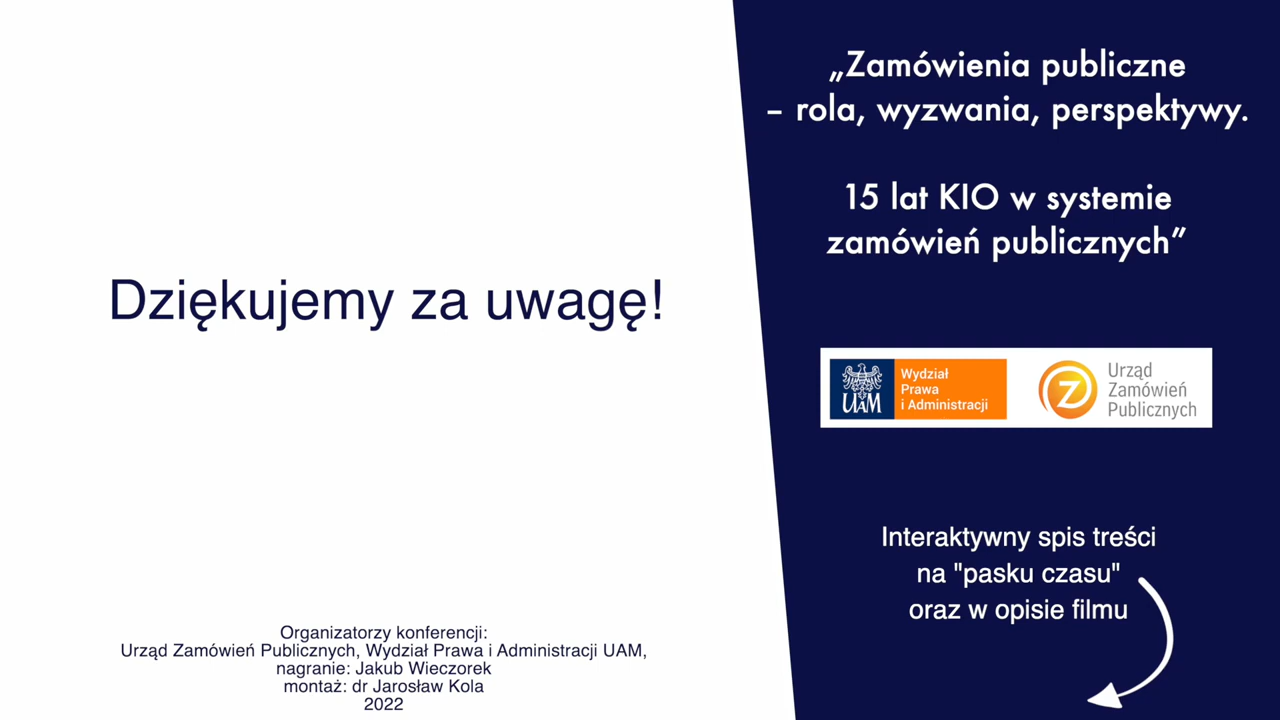 Dziękujemy za uwagę!
Organizatorzy konferencji:
Urząd Zamówień Publicznych, Wydział Prawa i Administracji UAM,
nagranie: Jakub Wieczorek
montaż: dr Jarosław Kola
2022
„Zamówienia publiczne
– rola, wyzwania, perspektywy.
15 lat KIO w systemie
zamówień publicznych”
UAM
Wydział
Prawa
i Administracji
Z
Urząd
Zamówień
Publicznych
Interaktywny spis treści
na "pasku czasu"
oraz w opisie filmu